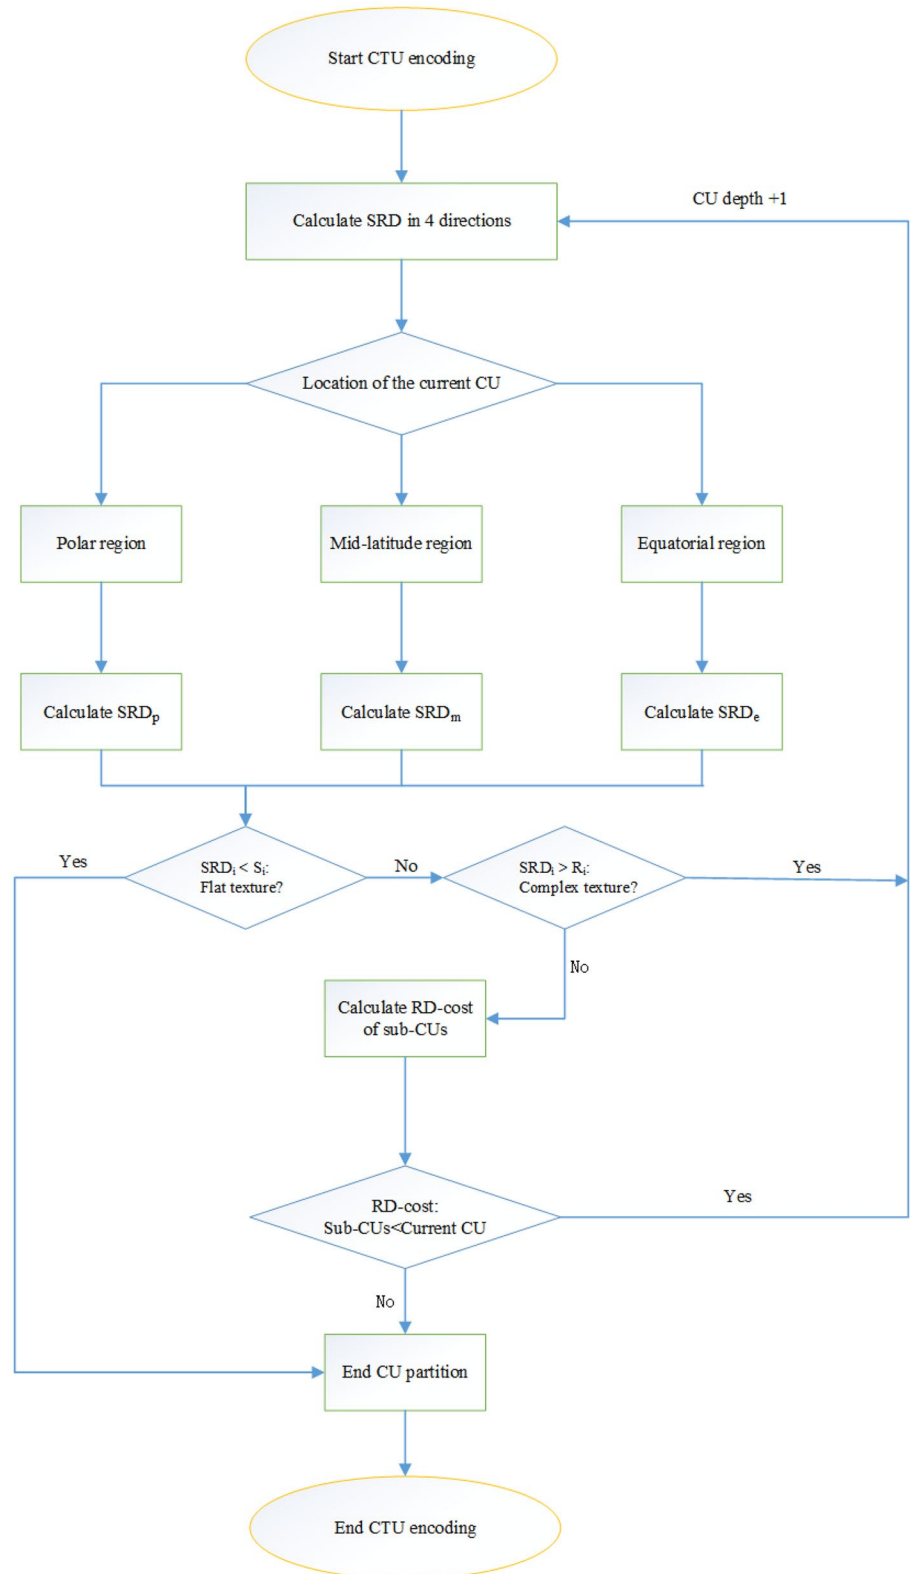 Start CTU encoding
CU depth +1
Calculate SRD in 4 directions
Location of the current CU
Polar region
Mid-latitude region
Equatorial region
Calculate SRDₚ
Calculate SRDₘ
Calculate SRDₑ
Yes
SRDᵢ < Sᵢ:
Flat texture?
No
SRDᵢ > Rᵢ:
Complex texture?
Yes
No
Calculate RD-cost
of sub-CUs
RD-cost:
Sub-CUs<Current CU
Yes
No
End CU partition
End CTU encoding